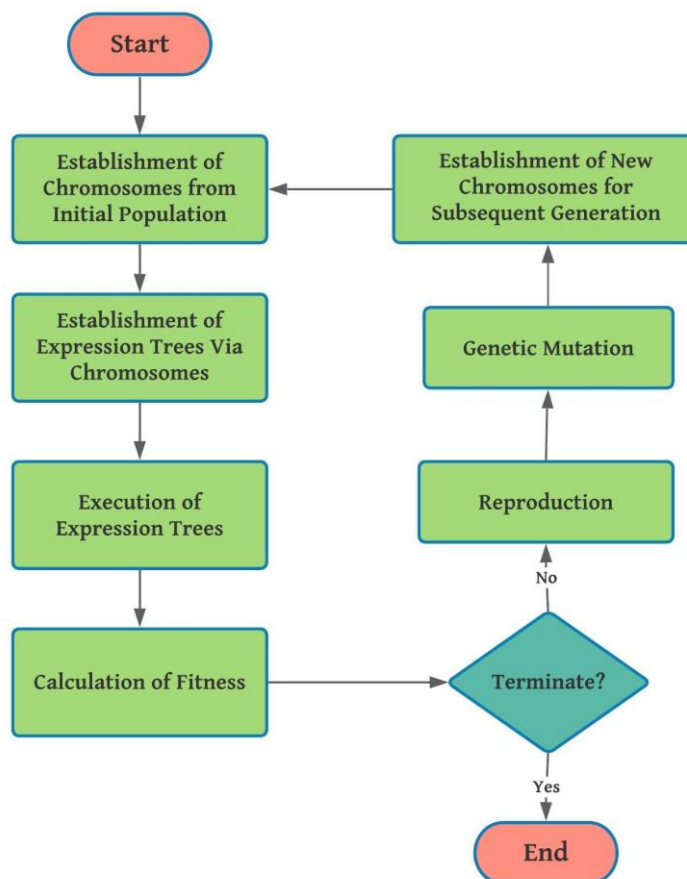 Start
Establishment of
Chromosomes from
Initial Population
Establishment of New
Chromosomes for
Subsequent Generation
Establishment of
Expression Trees Via
Chromosomes
Genetic Mutation
Execution of
Expression Trees
Reproduction
No
Calculation of Fitness
Terminate?
Yes
End